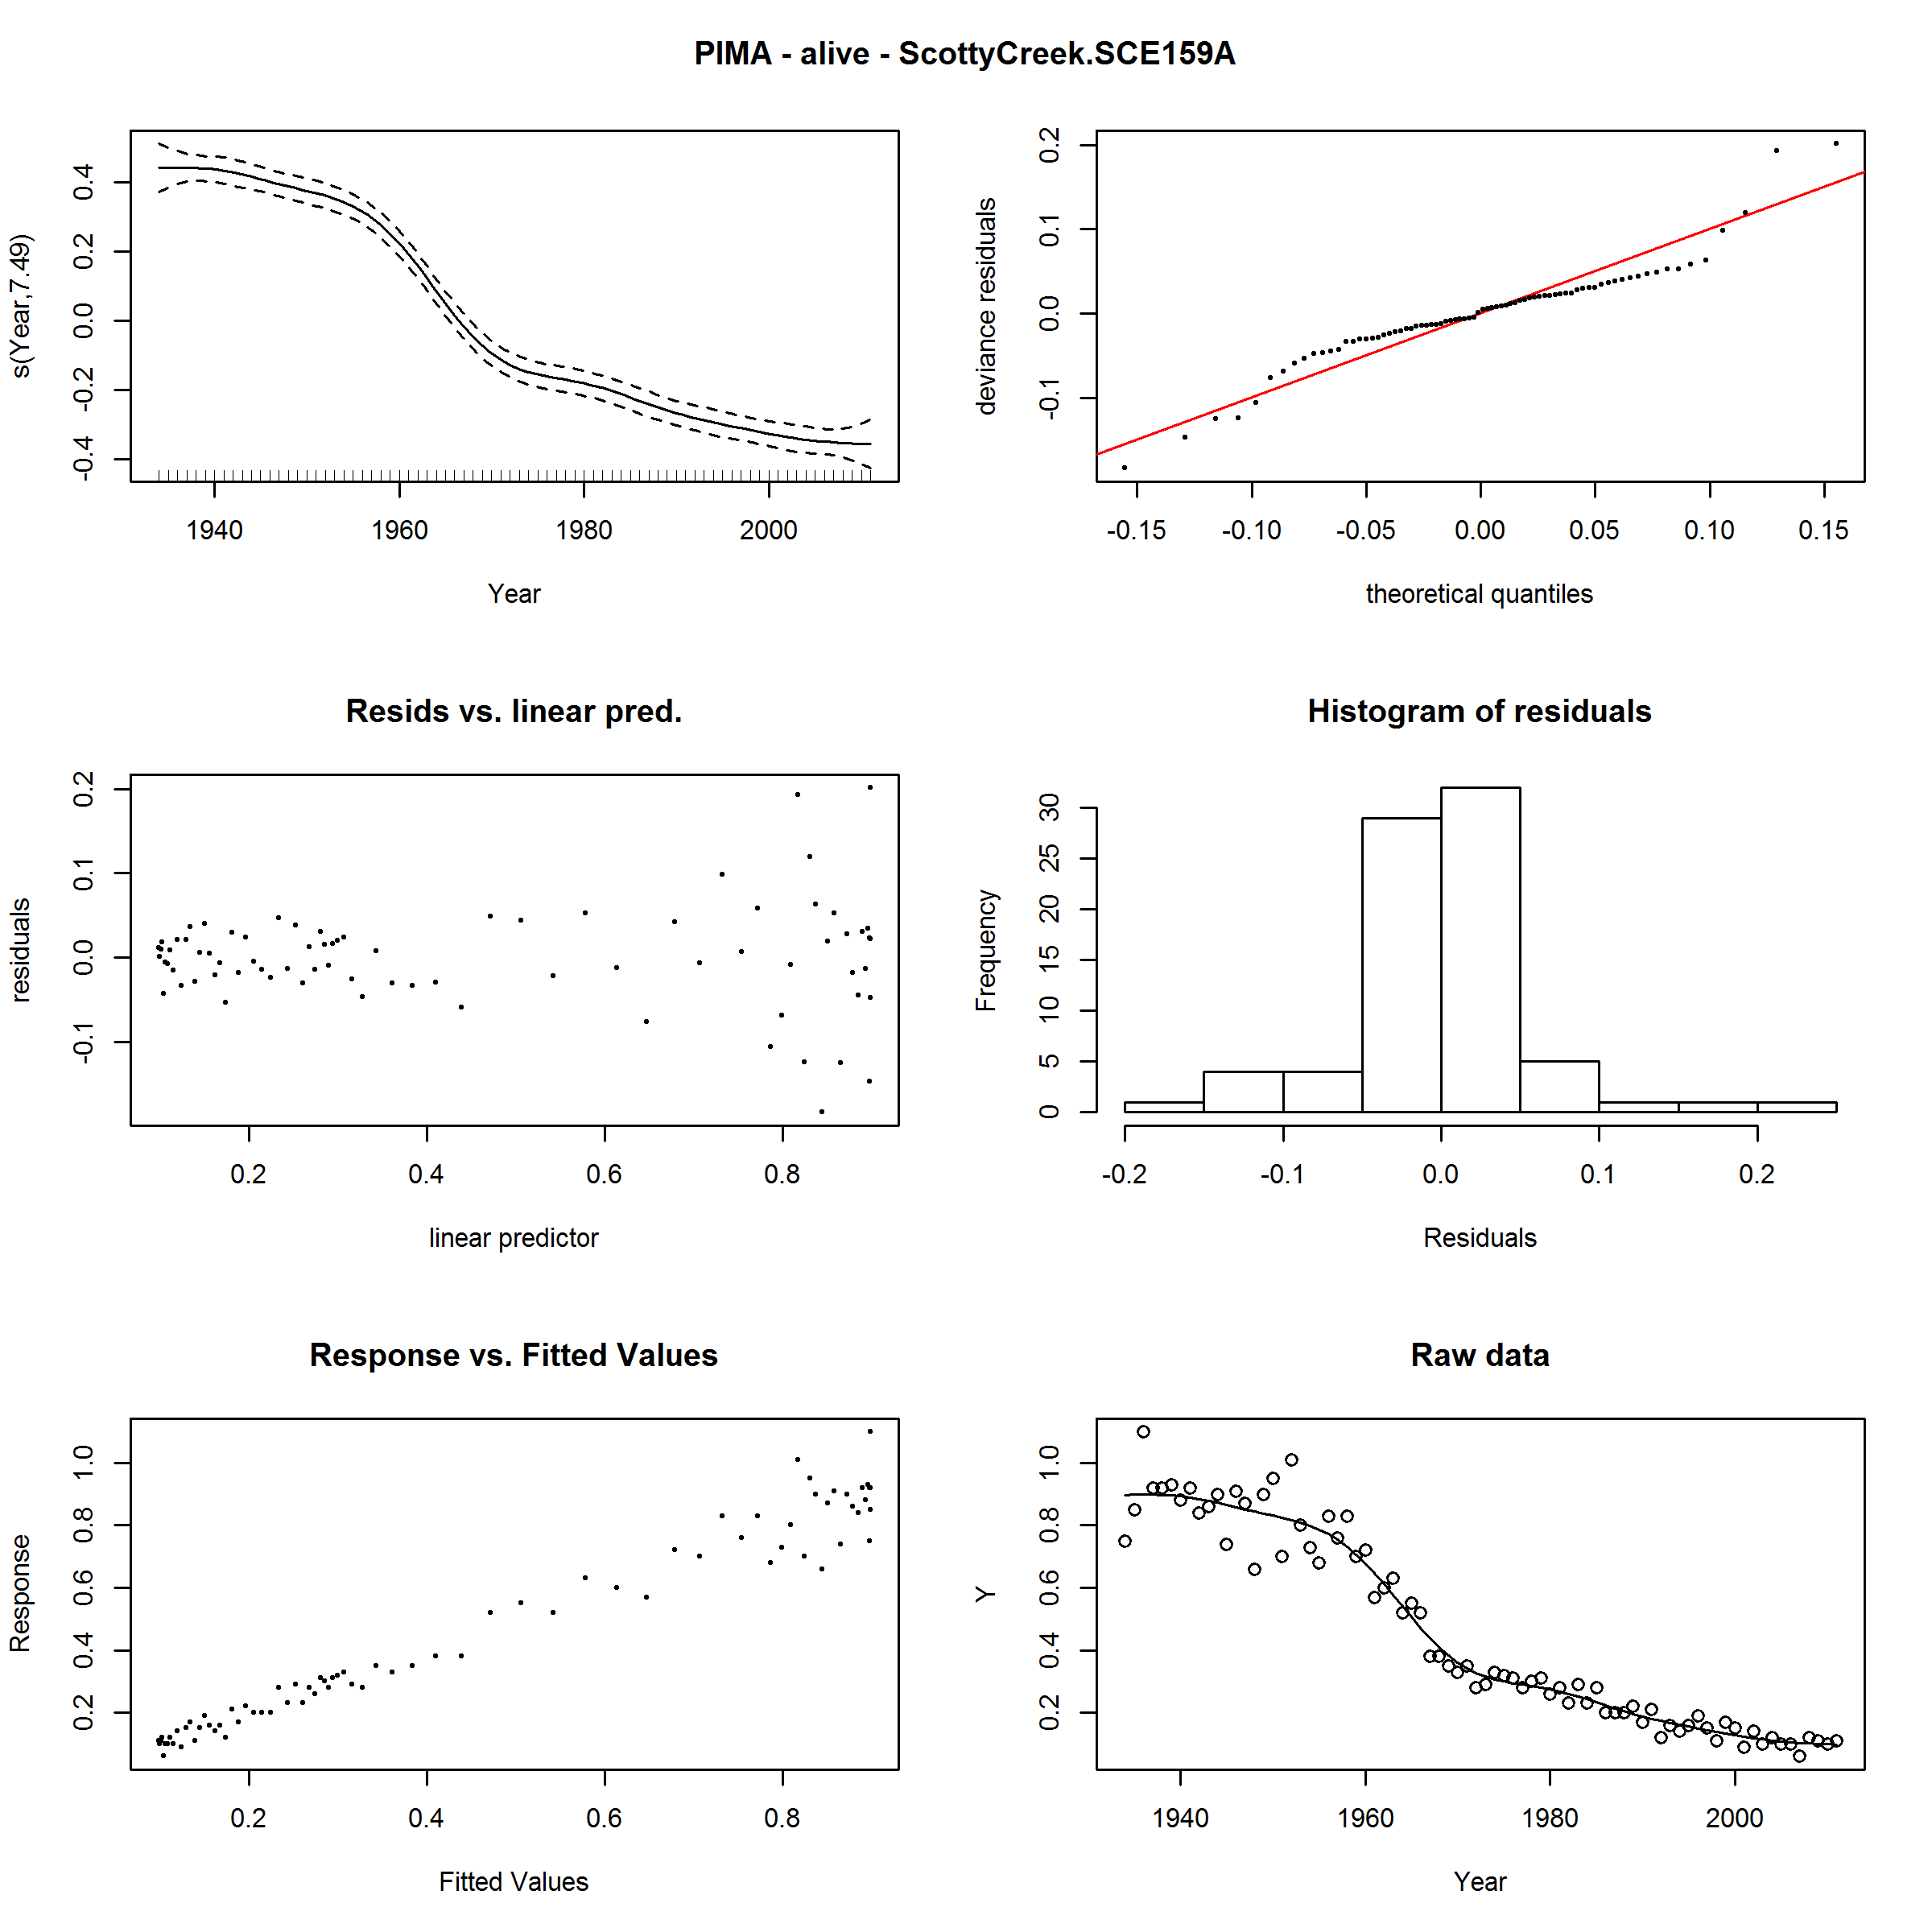 PIMA - alive - ScottyCreek.SCE159A
s(Year,7.49)
0.4
0.2
0.0
-0.2
-0.4
1940 1960 1980 2000
Year
deviance residuals
0.2
0.1
0.0
-0.1
-0.15 -0.10 -0.05 0.00 0.05 0.10 0.15
theoretical quantiles
Resids vs. linear pred.
residuals
0.2
0.1
0.0
-0.1
0.2 0.4 0.6 0.8
linear predictor
Histogram of residuals
Frequency
30
25
20
15
10
5
0
-0.2 -0.1 0.0 0.1 0.2
Residuals
Response vs. Fitted Values
Response
1.0
0.8
0.6
0.4
0.2
0.2 0.4 0.6 0.8
Fitted Values
Raw data
Y
1.0
0.8
0.6
0.4
0.2
1940 1960 1980 2000
Year